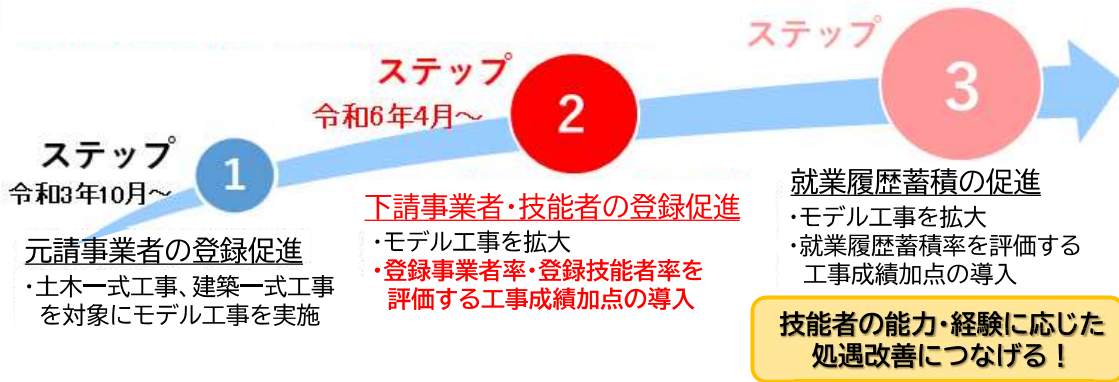 ステップ
令和3年10月～
1
元請事業者の登録促進
・土木一式工事、建築一式工事
を対象にモデル工事を実施
ステップ
令和6年4月～
2
下請事業者・技能者の登録促進
・モデル工事を拡大
・登録事業者率・登録技能者率を
評価する工事成績加点の導入
ステップ
3
就業履歴蓄積の促進
・モデル工事を拡大
・就業履歴蓄積率を評価する
工事成績加点の導入
技能者の能力・経験に応じた
処遇改善につなげる！